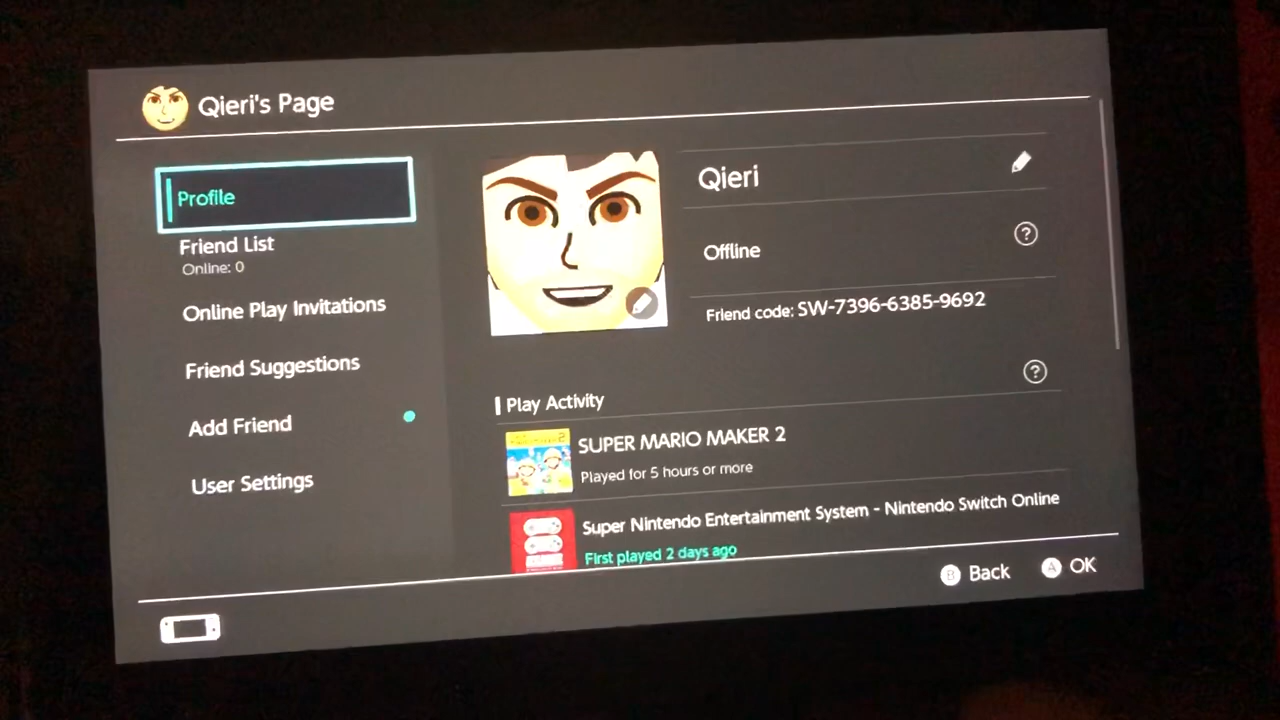 Qieri's Page
Profile
Friend List
Online: 0
Online Play Invitations
Friend Suggestions
Add Friend
User Settings
Qieri
Offline
?
Friend code: SW-7396-6385-9692
?
Play Activity
SUPER MARIO MAKER 2
Played for 5 hours or more
Super Nintendo Entertainment System - Nintendo Switch Online
First played 2 days ago
B Back
A OK